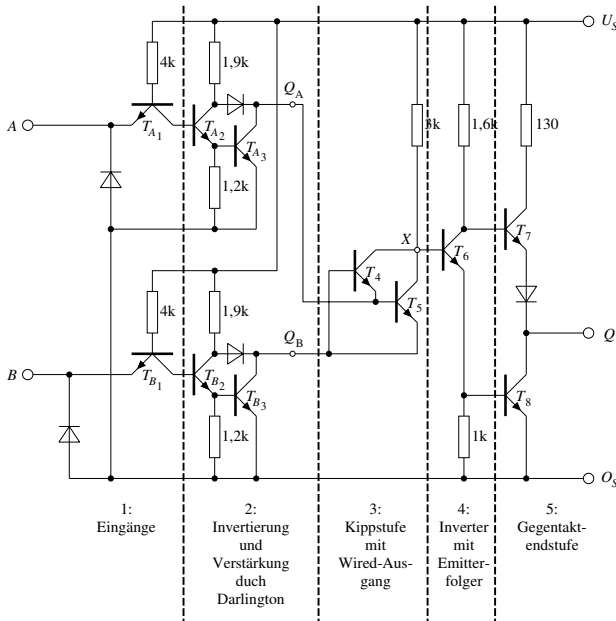 U_S
4k
1,9k
Q_A
A
T_A1
T_A2
T_A3
1,2k
3k
1,6k
130
X
T_4
T_5
T_6
T_7
4k
1,9k
Q_B
B
T_B1
T_B2
T_B3
1,2k
Q
T_8
1k
O_S
1:
Eingänge
2:
Invertierung
und
Verstärkung
duch
Darlington
3:
Kippstufe
mit
Wired-Aus-
gang
4:
Inverter
mit
Emitter-
folger
5:
Gegentakt-
endstufe